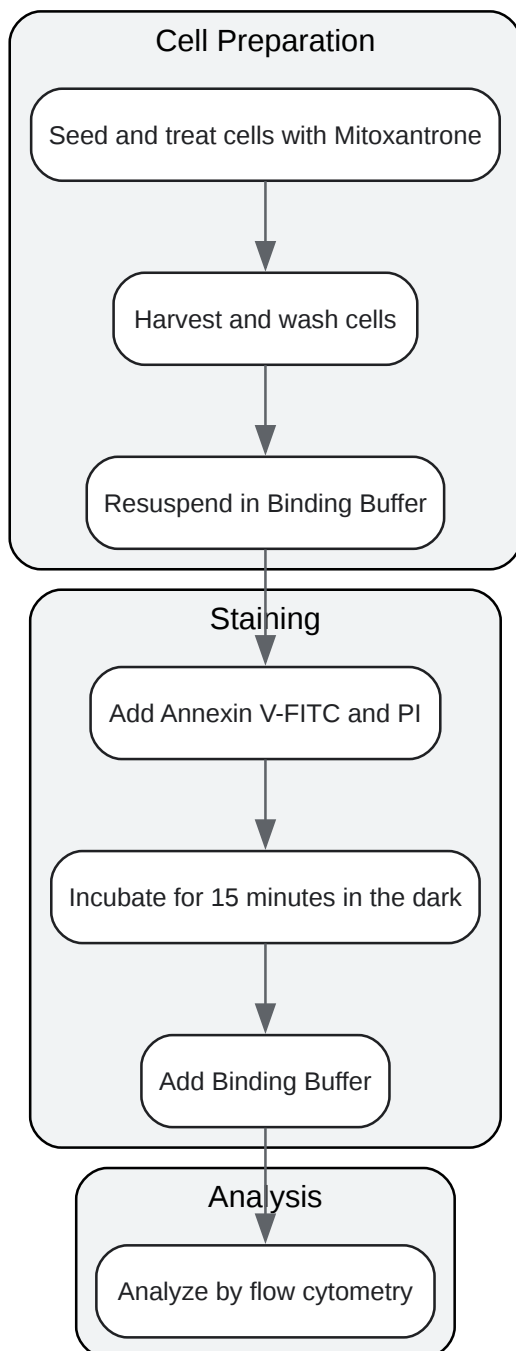 Cell Preparation
Seed and treat cells with Mitoxantrone
Harvest and wash cells
Resuspend in Binding Buffer
Staining
Add Annexin V-FITC and PI
Incubate for 15 minutes in the dark
Add Binding Buffer
Analysis
Analyze by flow cytometry